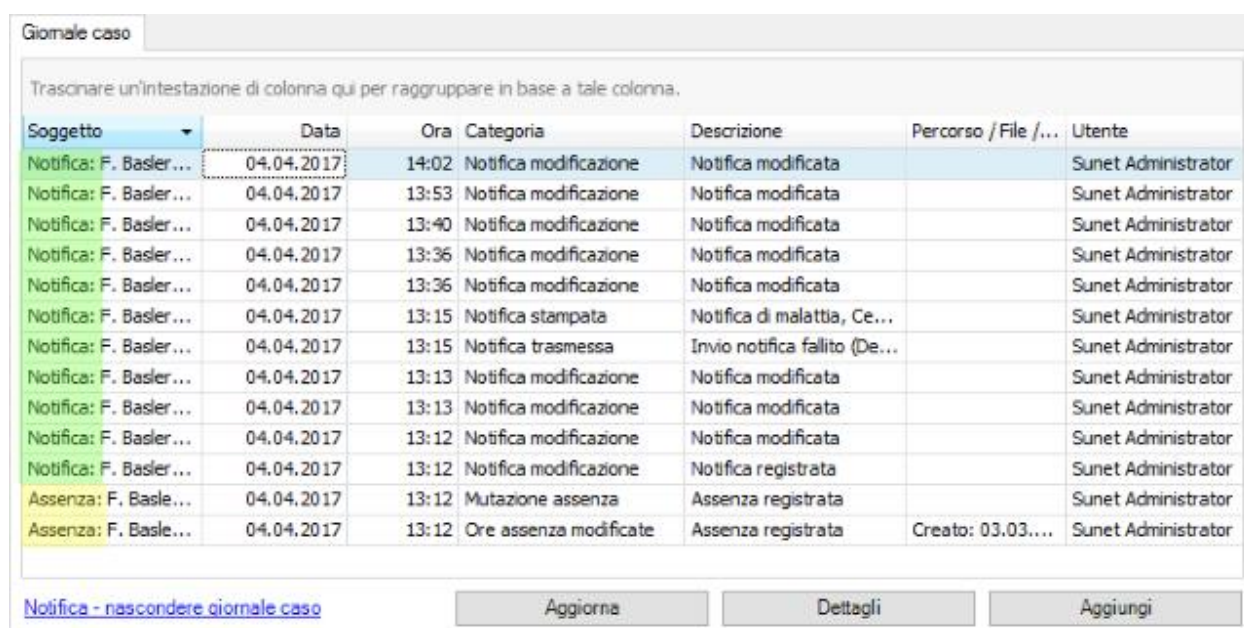 Giornale caso
Trascinare un'intestazione di colonna qui per raggruppare in base a tale colonna.
Soggetto Data Ora Categoria Descrizione Percorso / File /... Utente
Notifica: F. Basler... 04.04.2017 14:02 Notifica modificazione Notifica modificata Sunet Administrator
Notifica: F. Basler... 04.04.2017 13:53 Notifica modificazione Notifica modificata Sunet Administrator
Notifica: F. Basler... 04.04.2017 13:40 Notifica modificazione Notifica modificata Sunet Administrator
Notifica: F. Basler... 04.04.2017 13:36 Notifica modificazione Notifica modificata Sunet Administrator
Notifica: F. Basler... 04.04.2017 13:36 Notifica modificazione Notifica modificata Sunet Administrator
Notifica: F. Basler... 04.04.2017 13:15 Notifica stampata Notifica di malattia, Ce... Sunet Administrator
Notifica: F. Basler... 04.04.2017 13:15 Notifica trasmessa Invio notifica fallito (De... Sunet Administrator
Notifica: F. Basler... 04.04.2017 13:13 Notifica modificazione Notifica modificata Sunet Administrator
Notifica: F. Basler... 04.04.2017 13:13 Notifica modificazione Notifica modificata Sunet Administrator
Notifica: F. Basler... 04.04.2017 13:12 Notifica modificazione Notifica modificata Sunet Administrator
Notifica: F. Basler... 04.04.2017 13:12 Notifica modificazione Notifica registrata Sunet Administrator
Assenza: F. Basle... 04.04.2017 13:12 Mutazione assenza Assenza registrata Sunet Administrator
Assenza: F. Basle... 04.04.2017 13:12 Ore assenza modificate Assenza registrata Creato: 03.03.... Sunet Administrator
Notifica - nascondere giornale caso Aggiorna Dettagli Aggiungi